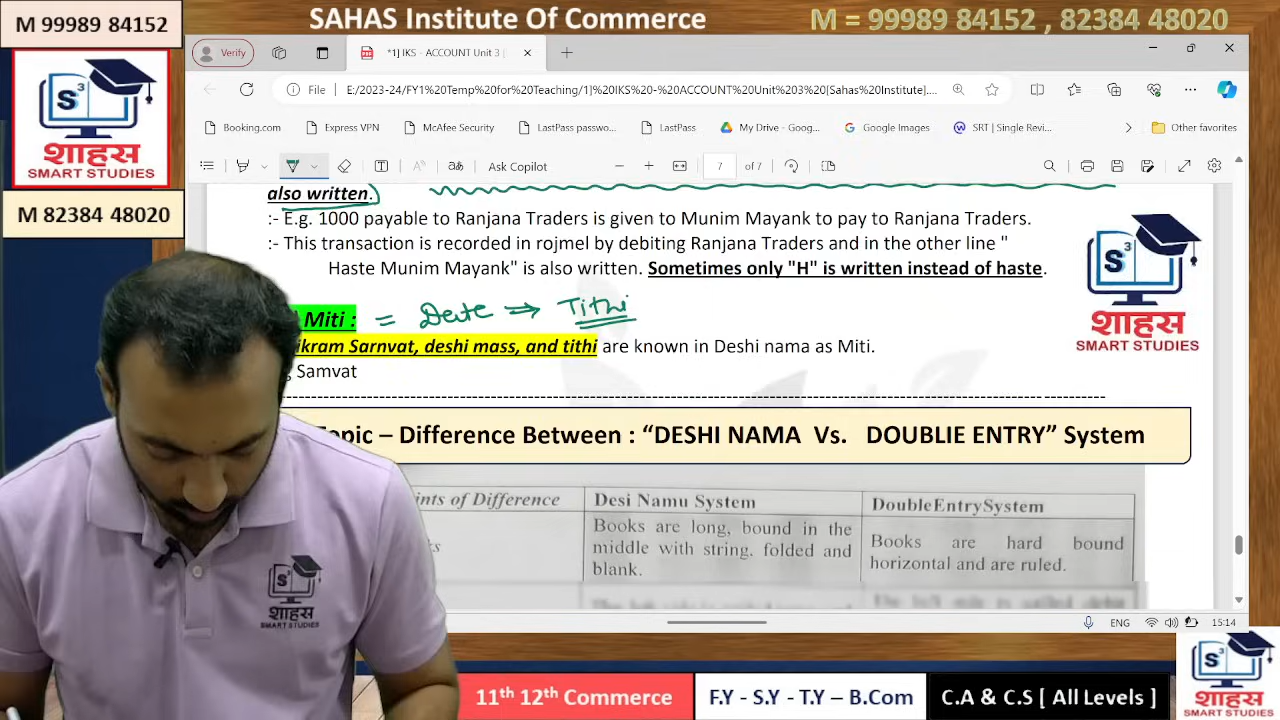 M 99989 84152
SAHAS Institute Of Commerce
M = 99989 84152 , 82384 48020
S³
शाहस
SMART STUDIES
M 82384 48020
Verify
*1] IKS - ACCOUNT Unit 3 |
File
E:/2023-24/FY1%20Temp%20for%20Teaching/1]%20IKS%20-%20ACCOUNT%20Unit%203%20[Sahas%20Institute]....
Booking.com
Express VPN
McAfee Security
LastPass passwo...
LastPass
My Drive - Goog...
Google Images
SRT | Single Revi...
Other favorites
Ask Copilot
7
of 7
also written.)
:- E.g. 1000 payable to Ranjana Traders is given to Munim Mayank to pay to Ranjana Traders.
:- This transaction is recorded in rojmel by debiting Ranjana Traders and in the other line "
Haste Munim Mayank" is also written. Sometimes only "H" is written instead of haste.
Miti : = Date ⇒ Tithi
ikram Sarnvat, deshi mass, and tithi are known in Deshi nama as Miti.
g Samvat
S³
शाहस
SMART STUDIES
Topic – Difference Between : “DESHI NAMA Vs. DOUBLIE ENTRY” System
ints of Difference
Desi Namu System
DoubleEntrySystem
ks
Books are long, bound in the
middle with string. folded and
blank.
Books are hard bound
horizontal and are ruled.
ENG
15:14
S³
शाहस
SMART STUDIES
11th 12th Commerce
F.Y - S.Y - T.Y – B.Com
C.A & C.S [ All Levels ]
S³
शाहस
SMART STUDIES